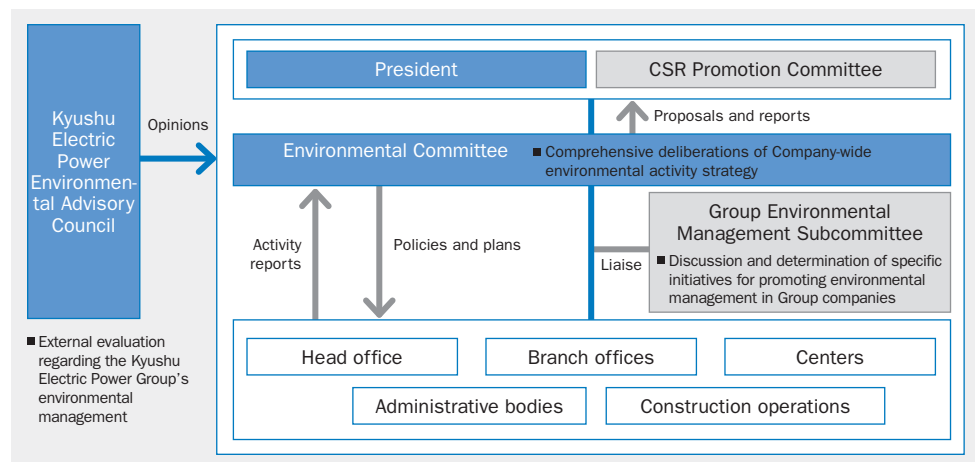 Kyushu
Electric
Power
Environmen-
tal Advisory
Council
■ External evaluation
regarding the Kyushu
Electric Power Group's
environmental
management
Opinions
President
CSR Promotion Committee
Proposals and reports
Environmental Committee
■ Comprehensive deliberations of Company-wide
environmental activity strategy
Activity
reports
Policies and plans
Liaise
Group Environmental
Management Subcommittee
■ Discussion and determination of specific
initiatives for promoting environmental
management in Group companies
Head office
Branch offices
Centers
Administrative bodies
Construction operations